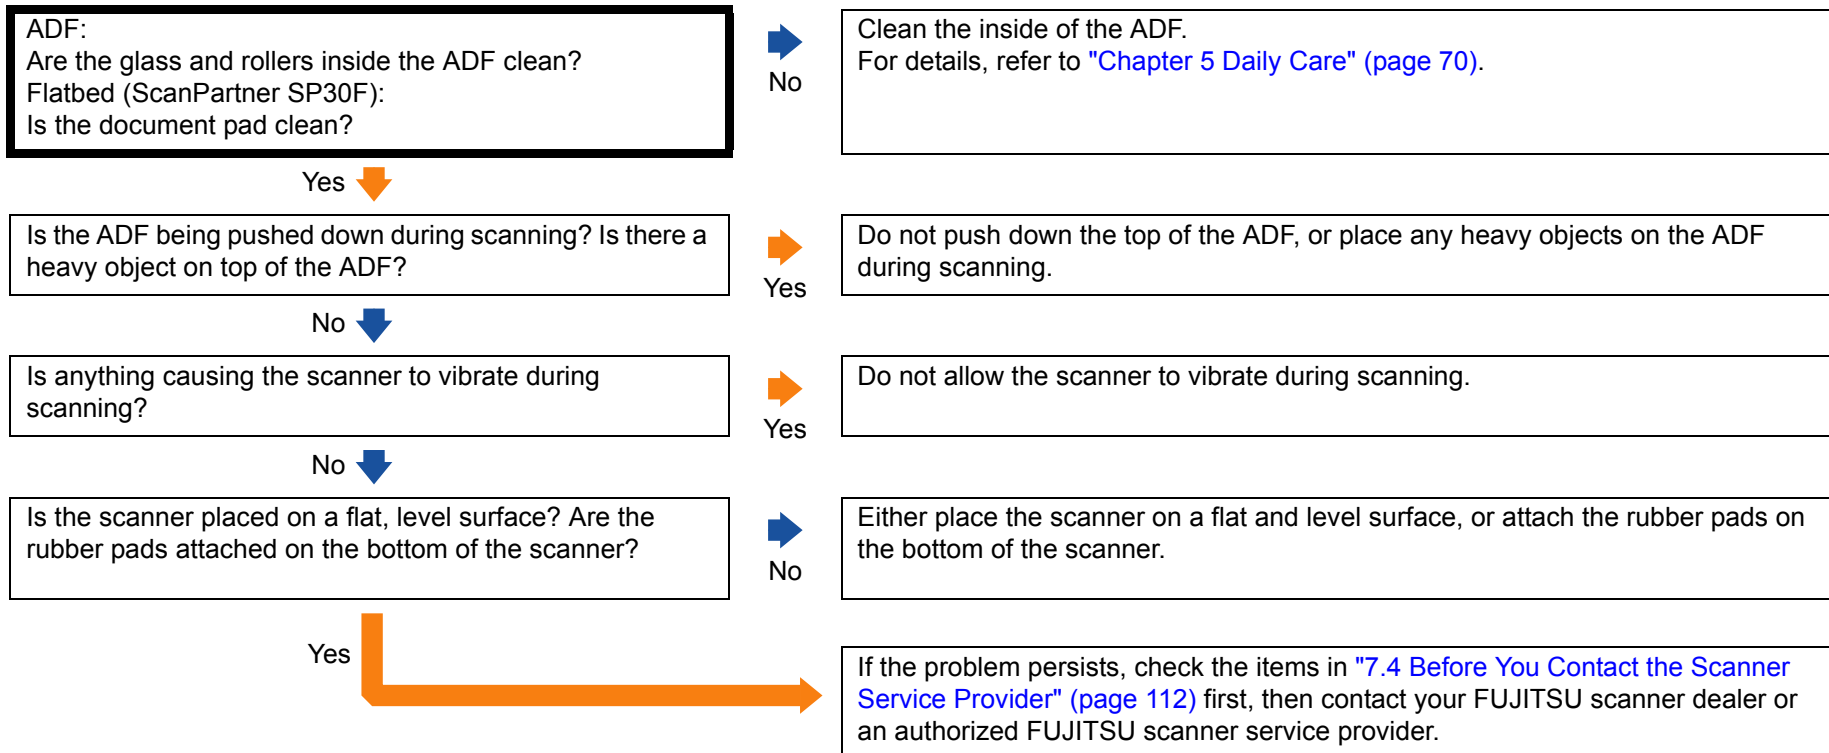 ADF:
Are the glass and rollers inside the ADF clean?
Flatbed (ScanPartner SP30F):
Is the document pad clean?
No
Clean the inside of the ADF.
For details, refer to "Chapter 5 Daily Care" (page 70).
Yes
Is the ADF being pushed down during scanning? Is there a
heavy object on top of the ADF?
Yes
Do not push down the top of the ADF, or place any heavy objects on the ADF
during scanning.
No
Is anything causing the scanner to vibrate during
scanning?
Yes
Do not allow the scanner to vibrate during scanning.
No
Is the scanner placed on a flat, level surface? Are the
rubber pads attached on the bottom of the scanner?
No
Either place the scanner on a flat and level surface, or attach the rubber pads on
the bottom of the scanner.
Yes
If the problem persists, check the items in "7.4 Before You Contact the Scanner
Service Provider" (page 112) first, then contact your FUJITSU scanner dealer or
an authorized FUJITSU scanner service provider.